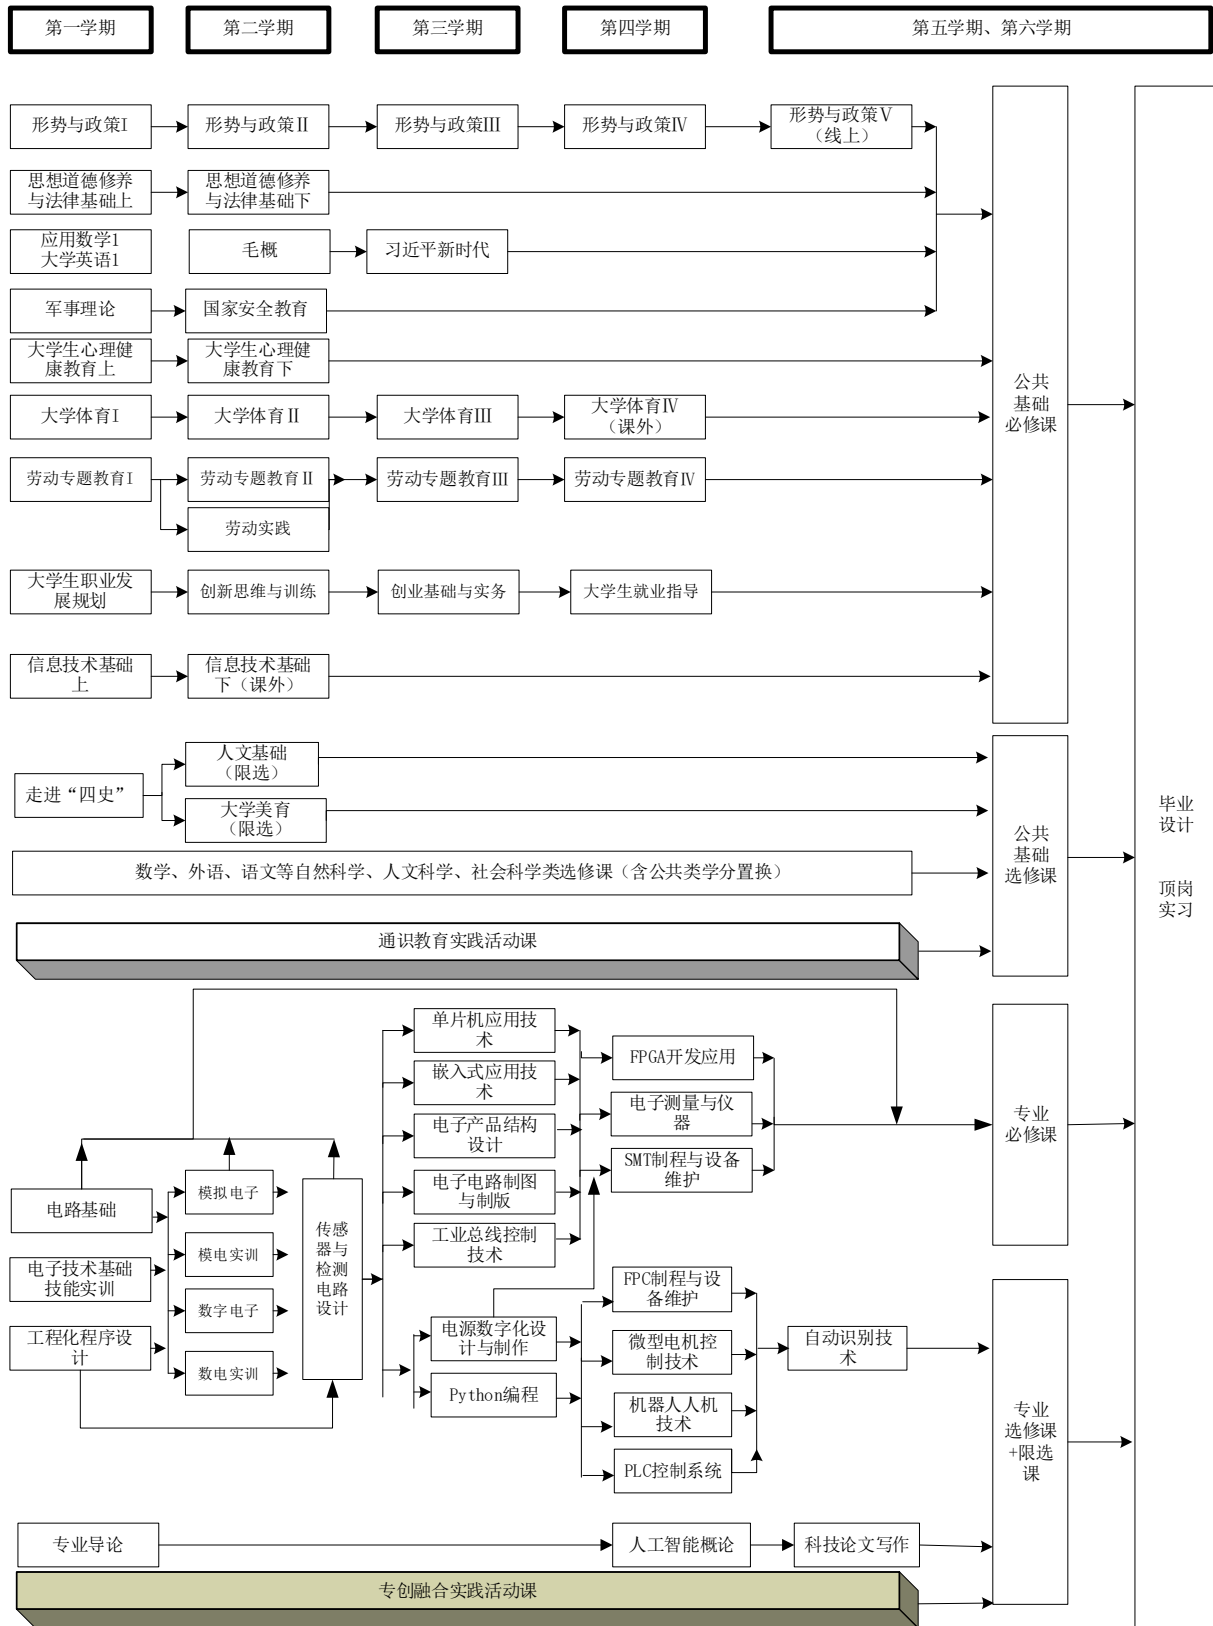 第一学期
第二学期
第三学期
第四学期
第五学期、第六学期
形势与政策I
形势与政策Ⅱ
形势与政策Ⅲ
形势与政策Ⅳ
形势与政策Ⅴ
（线上）
思想道德修养
与法律基础上
思想道德修养
与法律基础下
应用数学1
大学英语1
毛概
习近平新时代
军事理论
国家安全教育
大学生心理健
康教育上
大学生心理健
康教育下
大学体育I
大学体育Ⅱ
大学体育Ⅲ
大学体育Ⅳ
（课外）
劳动专题教育I
劳动专题教育Ⅱ
劳动专题教育Ⅲ
劳动专题教育Ⅳ
劳动实践
大学生职业发
展规划
创新思维与训练
创业基础与实务
大学生就业指导
信息技术基础
上
信息技术基础
下（课外）
公共
基础
必修课
走进“四史”
人文基础
（限选）
大学美育
（限选）
数学、外语、语文等自然科学、人文科学、社会科学类选修课（含公共类学分置换）
通识教育实践活动课
公共
基础
选修课
毕业
设计
顶岗
实习
电路基础
电子技术基础
技能实训
工程化程序设
计
模拟电子
模电实训
数字电子
数电实训
传感
器与
检测
电路
设计
单片机应用技
术
嵌入式应用技
术
电子产品结构
设计
电子电路制图
与制版
工业总线控制
技术
电源数字化设
计与制作
Python编程
FPGA开发应用
电子测量与仪
器
SMT制程与设备
维护
FPC制程与设
备维护
微型电机控
制技术
机器人人机
技术
PLC控制系统
自动识别技
术
专业
必修课
专业
选修课
+限选
课
专业导论
人工智能概论
科技论文写作
专创融合实践活动课